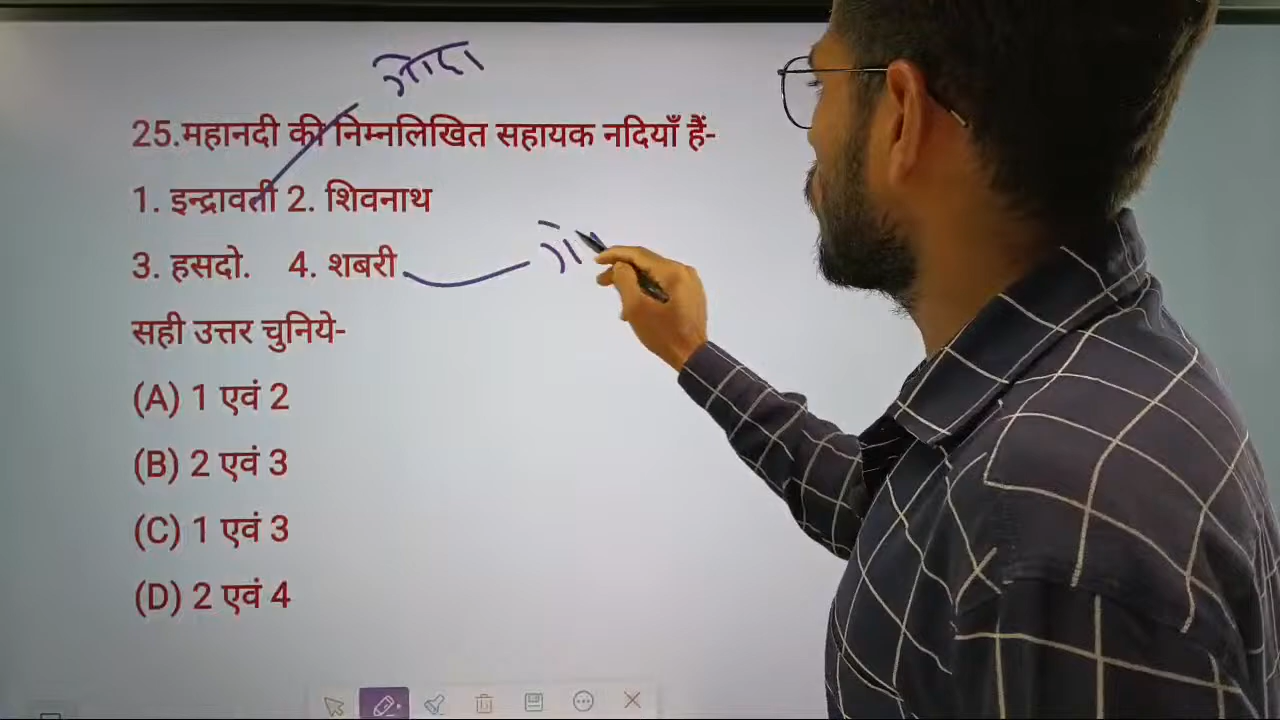 गोदा
25.महानदी की निम्नलिखित सहायक नदियाँ हैं-
1. इन्द्रावती 2. शिवनाथ
3. हसदो. 4. शबरी
सही उत्तर चुनिये-
(A) 1 एवं 2
(B) 2 एवं 3
(C) 1 एवं 3
(D) 2 एवं 4